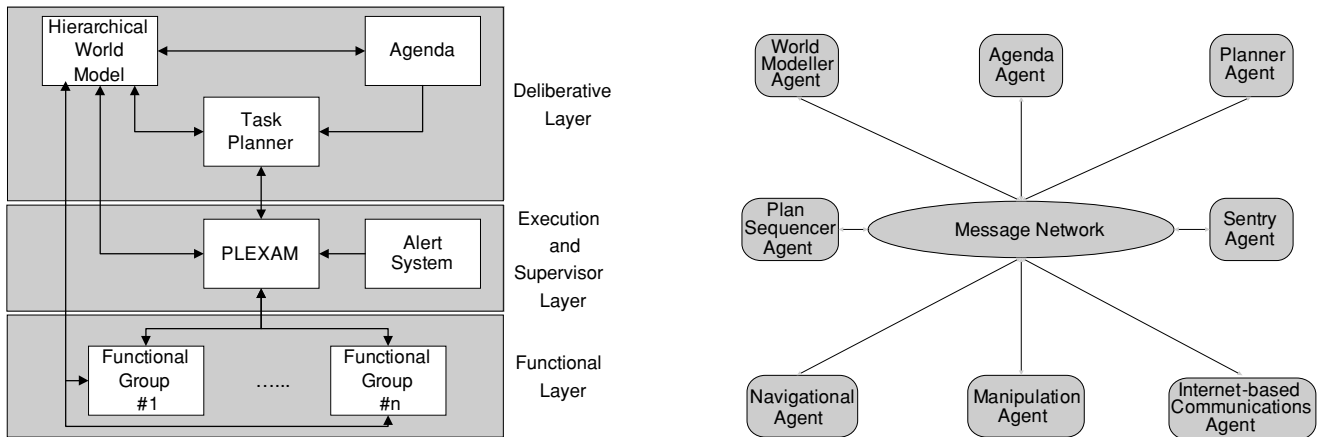 Hierarchical
World
Model
Agenda
Task
Planner
Deliberative
Layer
PLEXAM
Alert
System
Execution
and
Supervisor
Layer
Functional
Group
#1
…...
Functional
Group
#n
Functional
Layer
World
Modeller
Agent
Agenda
Agent
Planner
Agent
Plan
Sequencer
Agent
Message Network
Sentry
Agent
Navigational
Agent
Manipulation
Agent
Internet-based
Communications
Agent